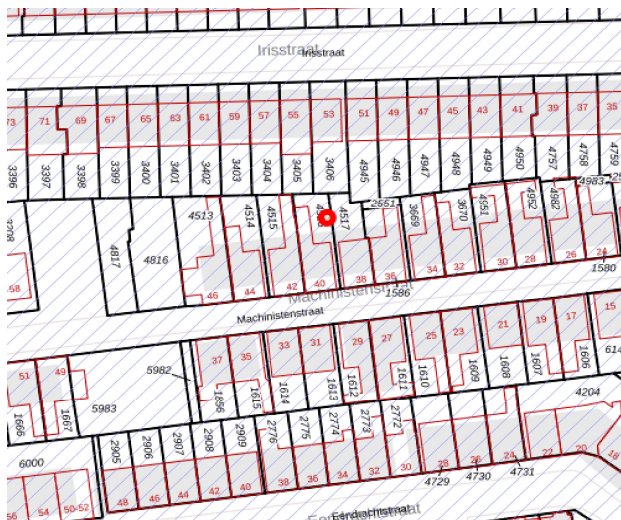 Irisstraat
Irisstraat
73 71 69 67 65 63 61 59 57 55 53 51 49 47 45 43 41 39 37 35
3396 3397 3398 3399 3400 3401 3402 3403 3404 3405 3406 4945 4946 4947 4948 4949 4950 4757 4758 4759
4983
2651
4513 4514 4515 4517 3669 3670 4951 4952 4982
4817 4816
58
46 44 42 40 38 36 34 32 30 28 26 24
1580
1586
Machinistenstraat
Machinistenstraat
37 35 33 31 29 27 25 23 21 19 17 15
51 49
5982
1856 1615 1614 1613 1612 1611 1610 1609 1608 1607 1606 614
1666 1667
5983
4204
2905 2906 2907 2908 2909 2776 2775 2774 2773 2772
6000
56 54 50-52 48 46 44 42 40 38 36 34 32 30 28 26 24 22 20 18
4729 4730 4731
Eendrachtstraat
Eendrachtstraat